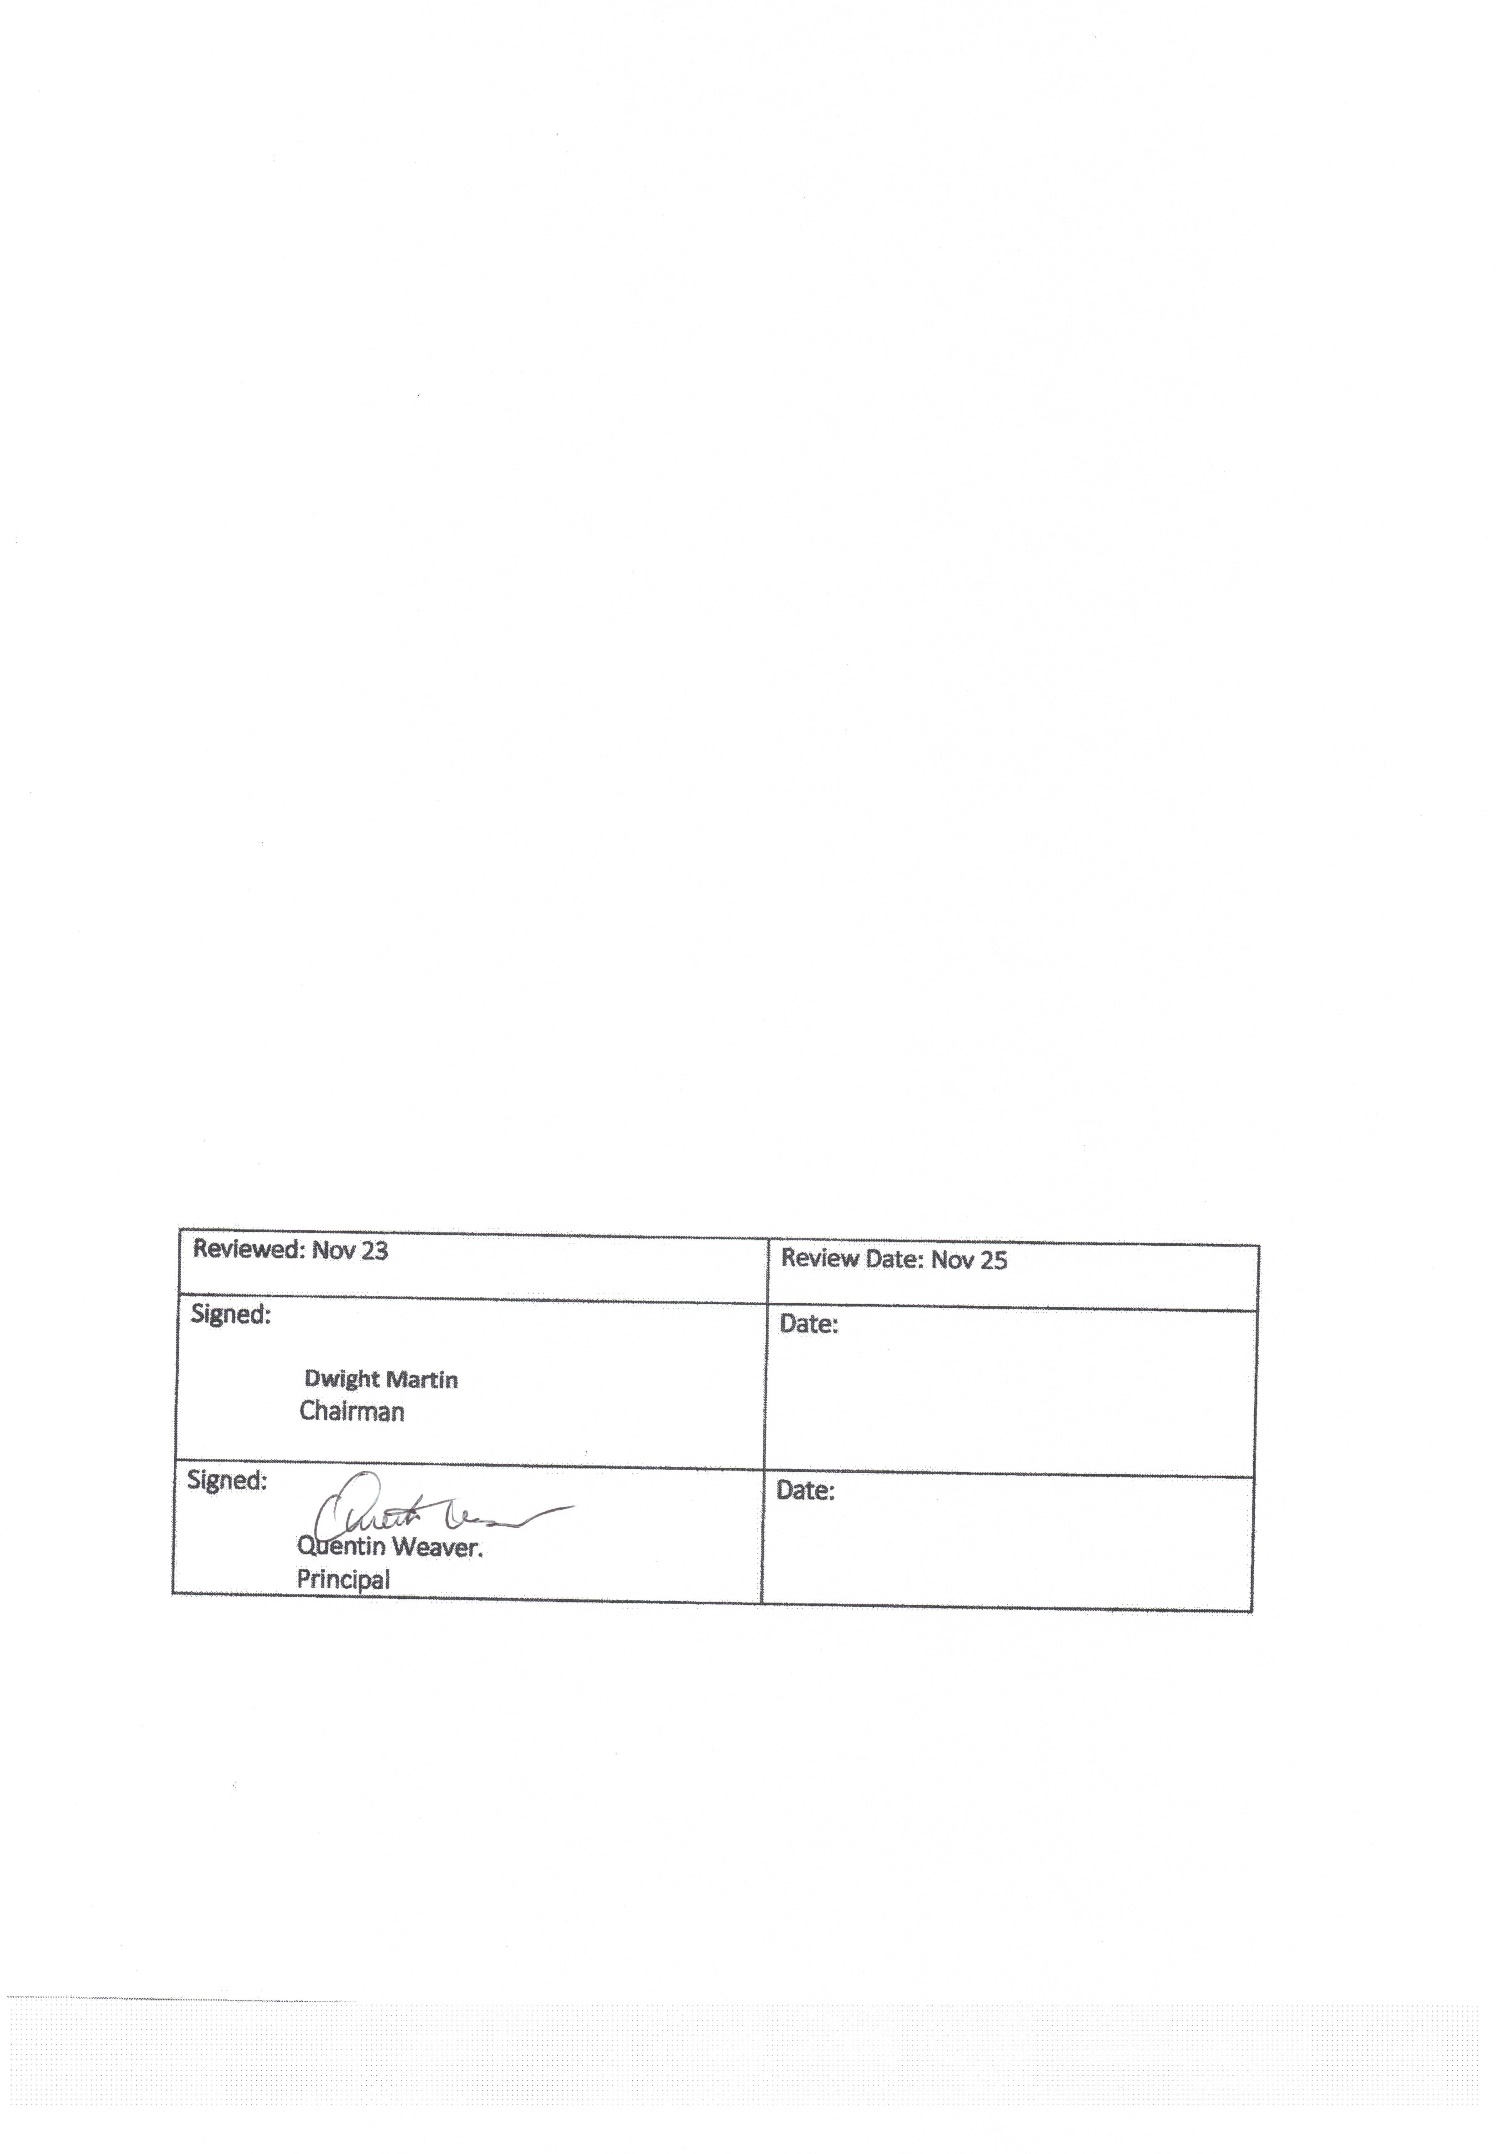 Reviewed: Nov 23
Review Date: Nov 25
Signed:
Date:
Dwight Martin
Chairman
Signed:
Date:
Quentin Weaver.
Principal